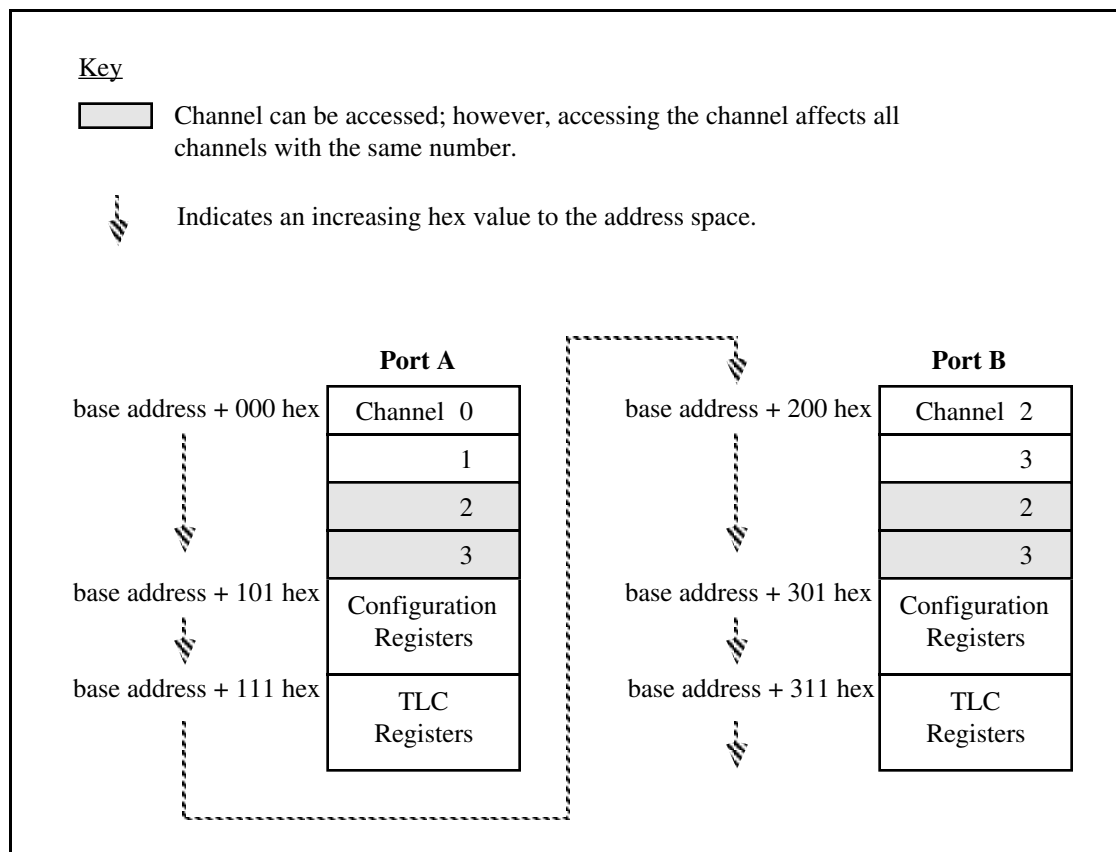 Key
Channel can be accessed; however, accessing the channel affects all
channels with the same number.
Indicates an increasing hex value to the address space.
Port A
base address + 000 hex
Channel 0
1
2
3
base address + 101 hex
Configuration
Registers
base address + 111 hex
TLC
Registers
Port B
base address + 200 hex
Channel 2
3
2
3
base address + 301 hex
Configuration
Registers
base address + 311 hex
TLC
Registers